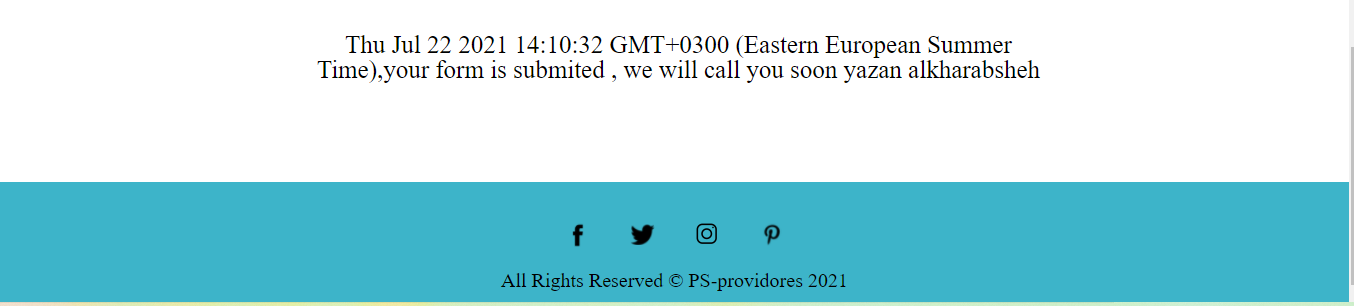 Thu Jul 22 2021 14:10:32 GMT+0300 (Eastern European Summer
Time),your form is submited , we will call you soon yazan alkharabsheh
All Rights Reserved © PS-providores 2021